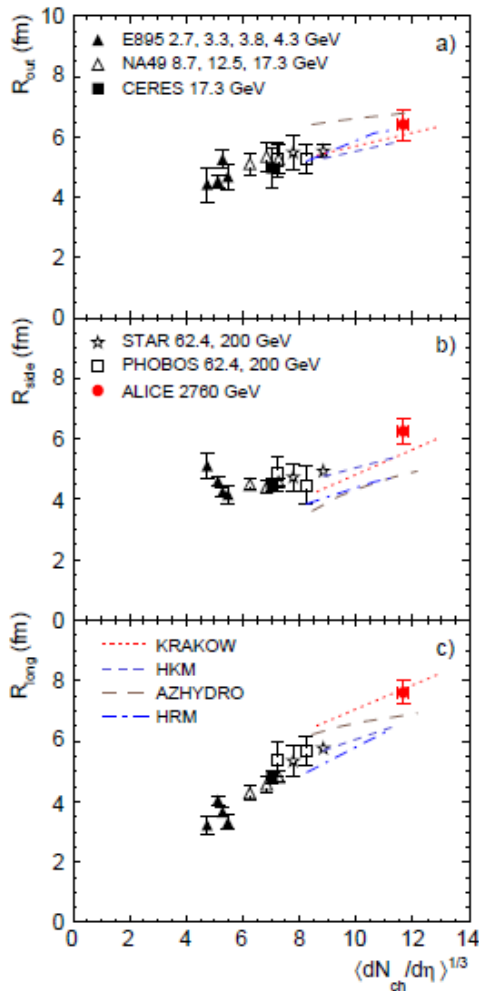 10
8
6
4
2
0
R_out (fm)
a)
E895 2.7, 3.3, 3.8, 4.3 GeV
NA49 8.7, 12.5, 17.3 GeV
CERES 17.3 GeV
8
6
4
2
0
R_side (fm)
b)
STAR 62.4, 200 GeV
PHOBOS 62.4, 200 GeV
ALICE 2760 GeV
8
6
4
2
0
R_long (fm)
c)
KRAKOW
HKM
AZHYDRO
HRM
0 2 4 6 8 10 12 14
⟨dN_ch/dη⟩^1/3